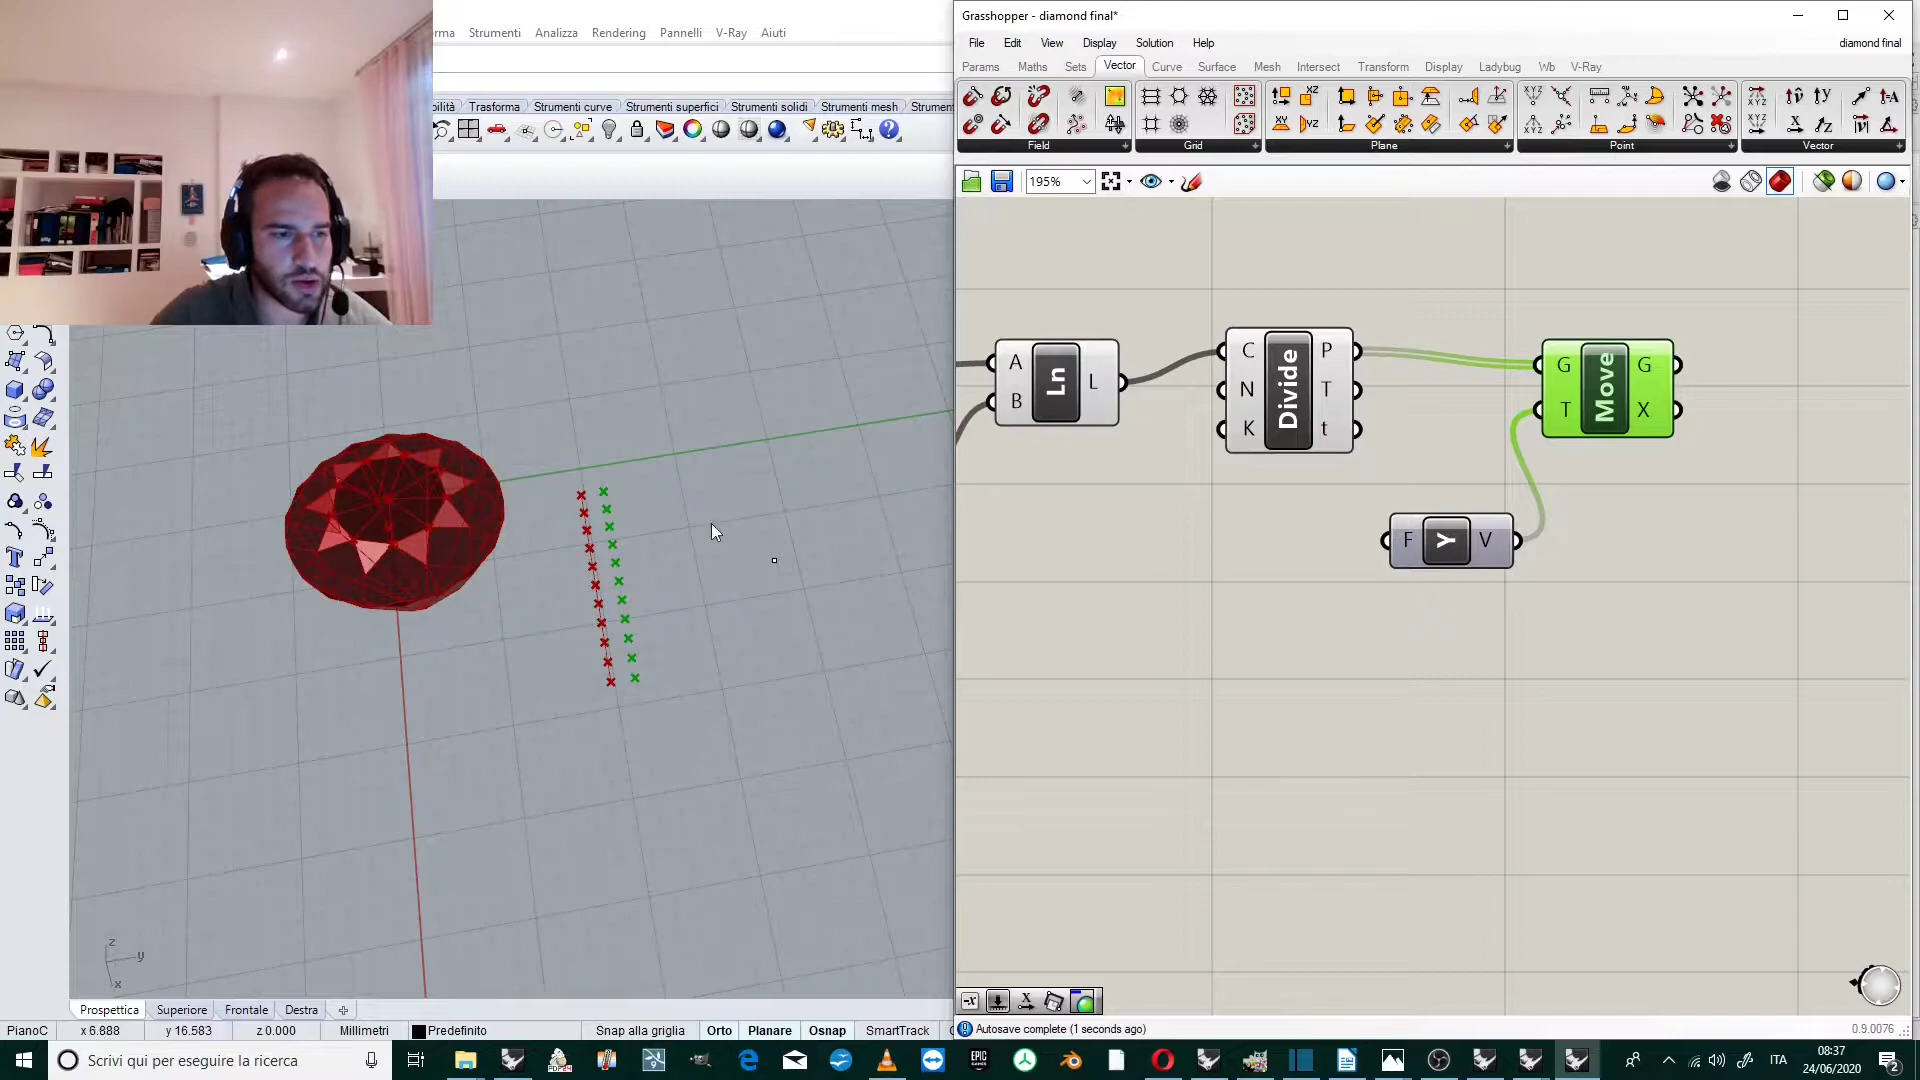 rma Strumenti Analizza Rendering Pannelli V-Ray Aiuti
bilità Trasforma Strumenti curve Strumenti superfici Strumenti solidi Strumenti mesh Strumen
z
y
x
Prospettica Superiore Frontale Destra
PianoC x 6.888 y 16.583 z 0.000 Millimetri Predefinito Snap alla griglia Orto Planare Osnap SmartTrack
Grasshopper - diamond final*
File Edit View Display Solution Help diamond final
Params Maths Sets Vector Curve Surface Mesh Intersect Transform Display Ladybug Wb V-Ray
Field Grid Plane Point Vector
195%
A B Ln L
C N K Divide P T t
G T Move G X
F Y V
Autosave complete (1 seconds ago) 0.9.0076
Scrivi qui per eseguire la ricerca
ITA
08:37
24/06/2020
2